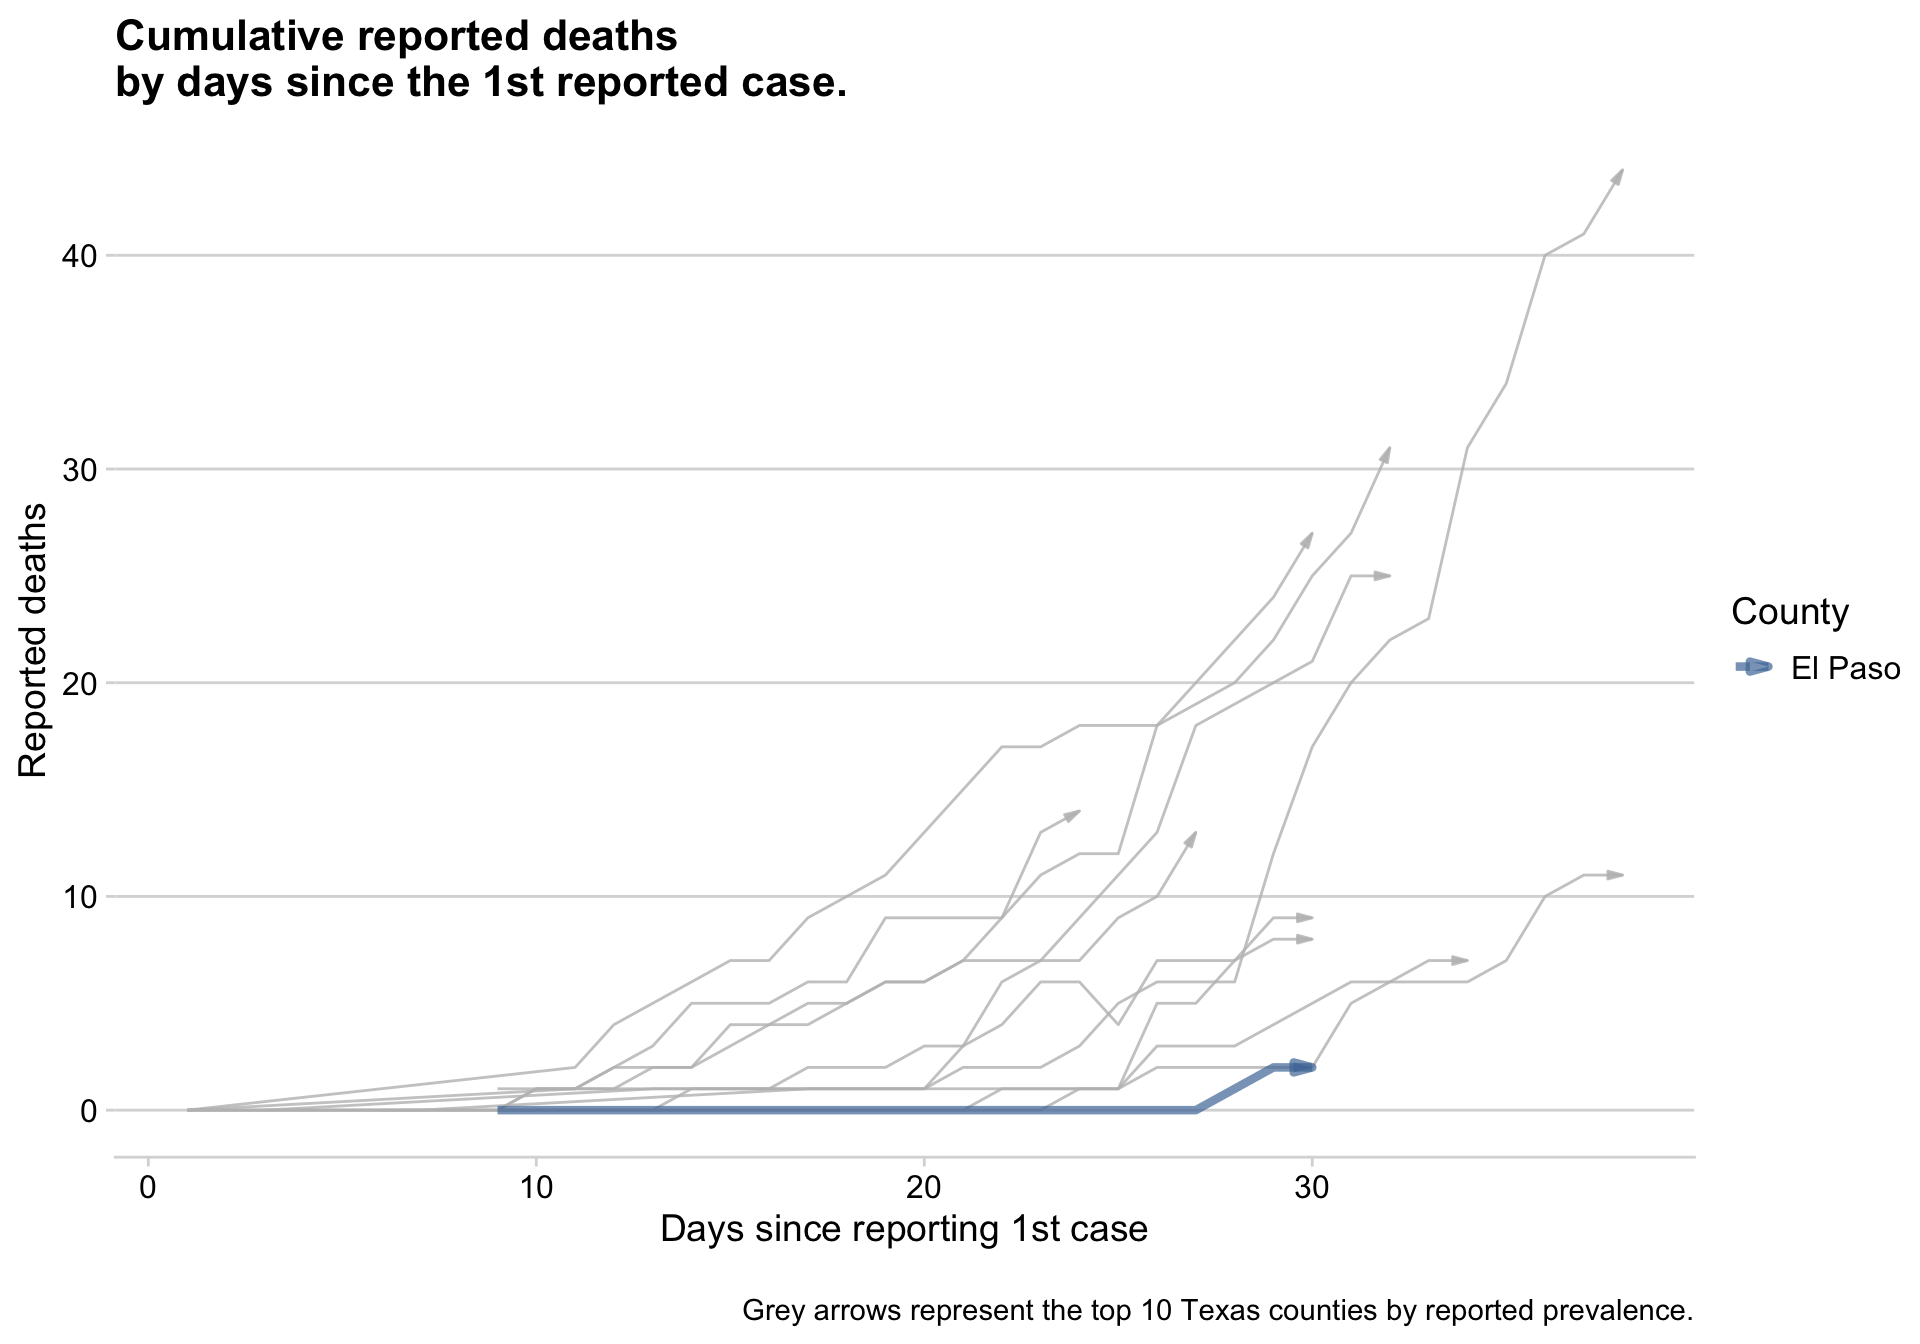 Cumulative reported deaths
by days since the 1st reported case.
Reported deaths
40
30
20
10
0
0 10 20 30
Days since reporting 1st case
County
El Paso
Grey arrows represent the top 10 Texas counties by reported prevalence.